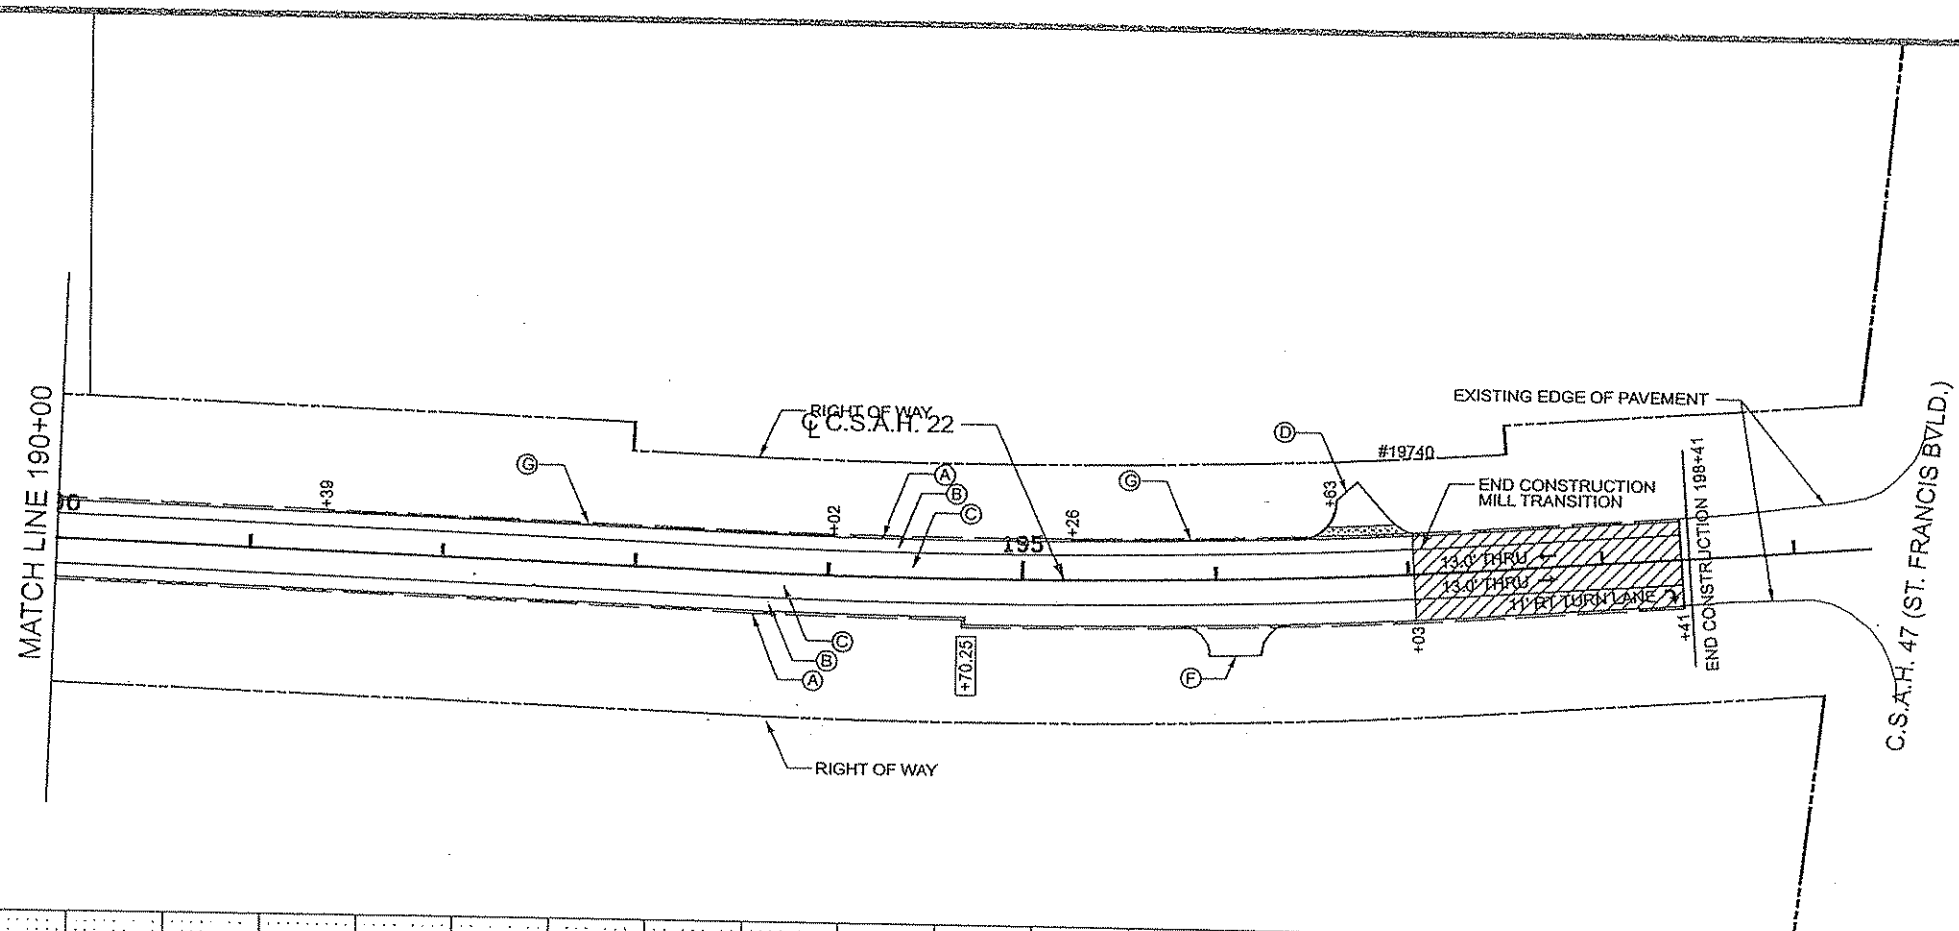 MATCH LINE 190+00
RIGHT OF WAY
℄ C.S.A.H. 22
EXISTING EDGE OF PAVEMENT
#19740
END CONSTRUCTION
MILL TRANSITION
D
G
A
B
C
G
+39
+02
195
+26
+63
13.0' THRU
13.0' THRU
11' RT TURN LANE
+03
+41
END CONSTRUCTION 198+41
C.S.A.H. 47 (ST. FRANCIS BVLD,)
C
B
A
+70.25
F
RIGHT OF WAY